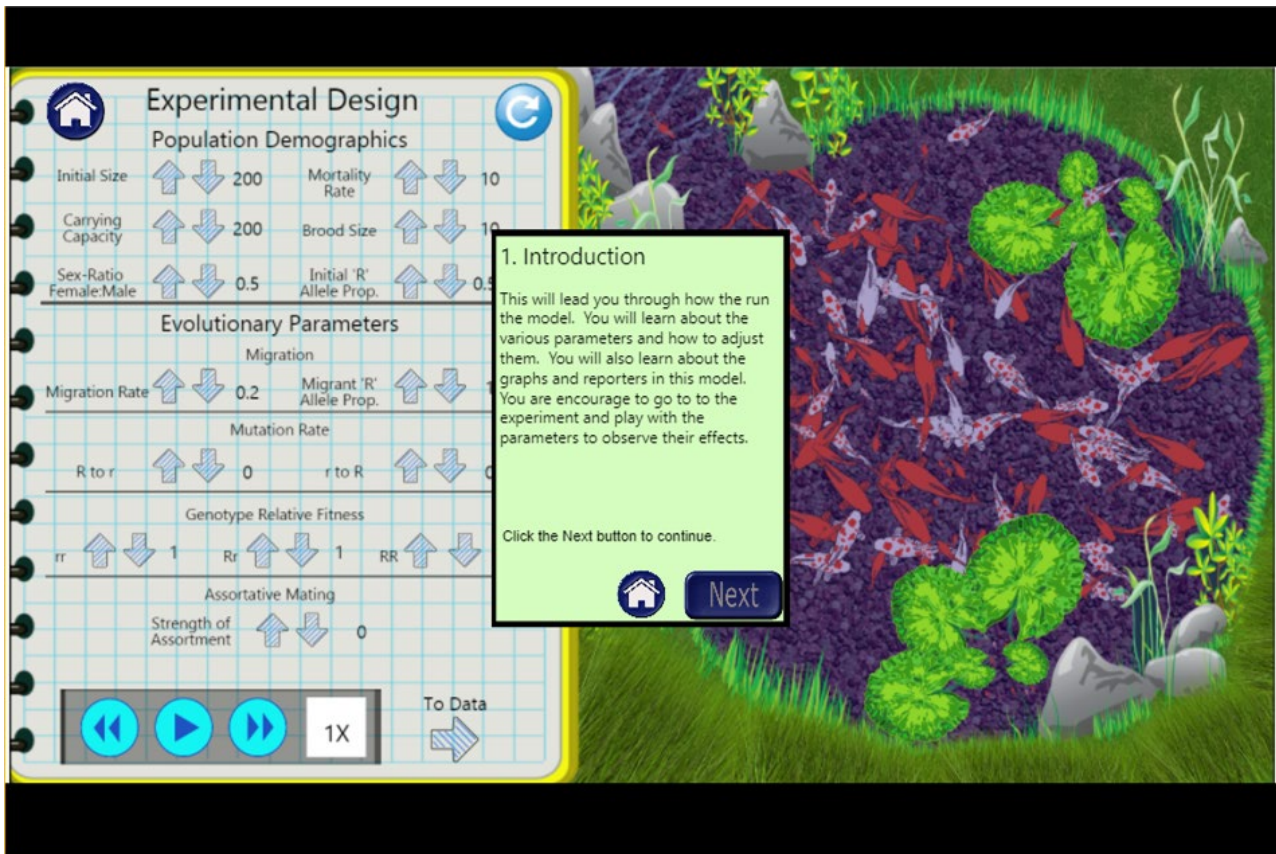 Experimental Design
Population Demographics
Initial Size 200 Mortality Rate 10
Carrying Capacity 200 Brood Size 10
Sex-Ratio Female:Male 0.5 Initial 'R' Allele Prop. 0.5
Evolutionary Parameters
Migration
Migration Rate 0.2 Migrant 'R' Allele Prop.
Mutation Rate
R to r 0 r to R 0
Genotype Relative Fitness
rr 1 Rr 1 RR
Assortative Mating
Strength of Assortment 0
1X
To Data
1. Introduction
This will lead you through how the run
the model. You will learn about the
various parameters and how to adjust
them. You will also learn about the
graphs and reporters in this model.
You are encourage to go to to the
experiment and play with the
parameters to observe their effects.
Click the Next button to continue.
Next